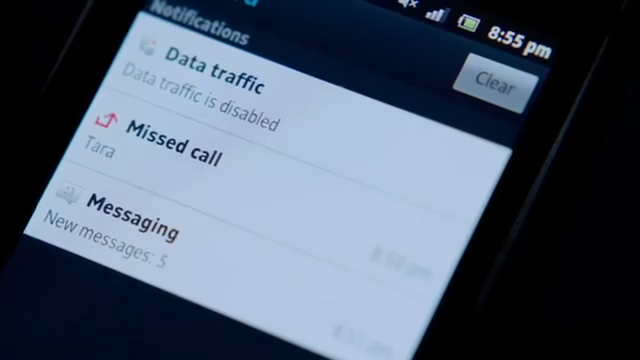 8:55 pm
Notifications
Clear
Data traffic
Data traffic is disabled
Missed call
Tara
Messaging
New messages: 5